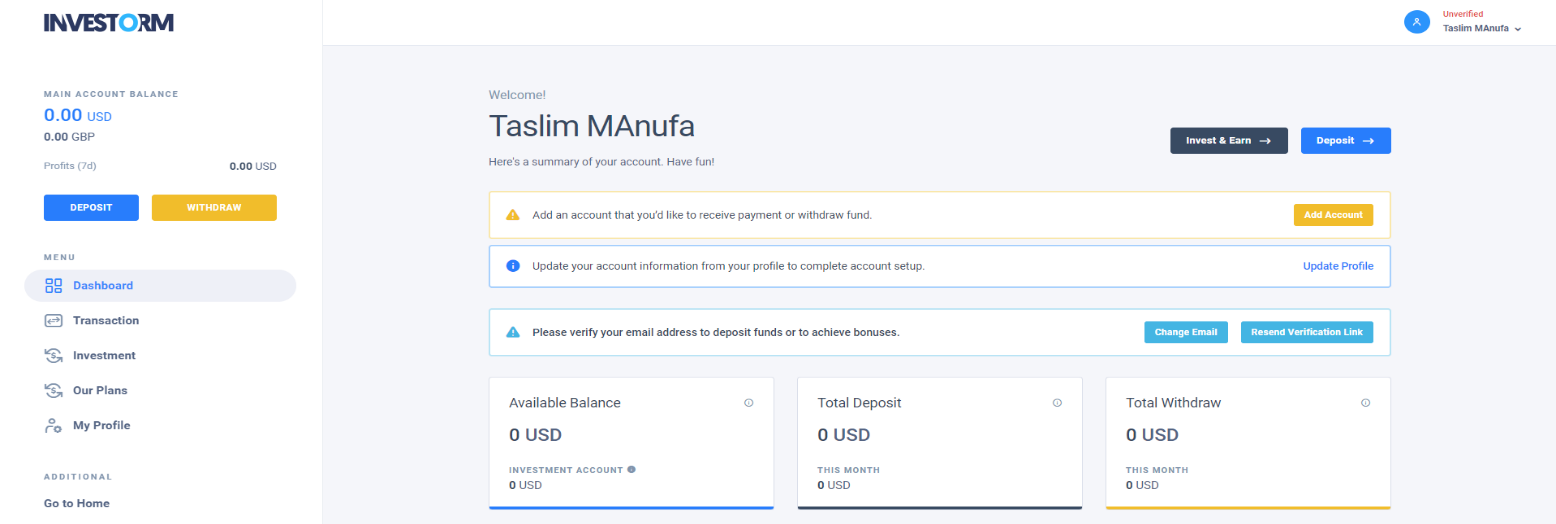 INVESTORM
Unverified
Taslim MAnufa
MAIN ACCOUNT BALANCE
0.00 USD
0.00 GBP
Profits (7d) 0.00 USD
DEPOSIT WITHDRAW
MENU
Dashboard
Transaction
Investment
Our Plans
My Profile
ADDITIONAL
Go to Home
Welcome!
Taslim MAnufa
Here's a summary of your account. Have fun!
Invest & Earn Deposit
Add an account that you'd like to receive payment or withdraw fund. Add Account
Update your account information from your profile to complete account setup. Update Profile
Please verify your email address to deposit funds or to achieve bonuses. Change Email Resend Verification Link
Available Balance
0 USD
INVESTMENT ACCOUNT
0 USD
Total Deposit
0 USD
THIS MONTH
0 USD
Total Withdraw
0 USD
THIS MONTH
0 USD